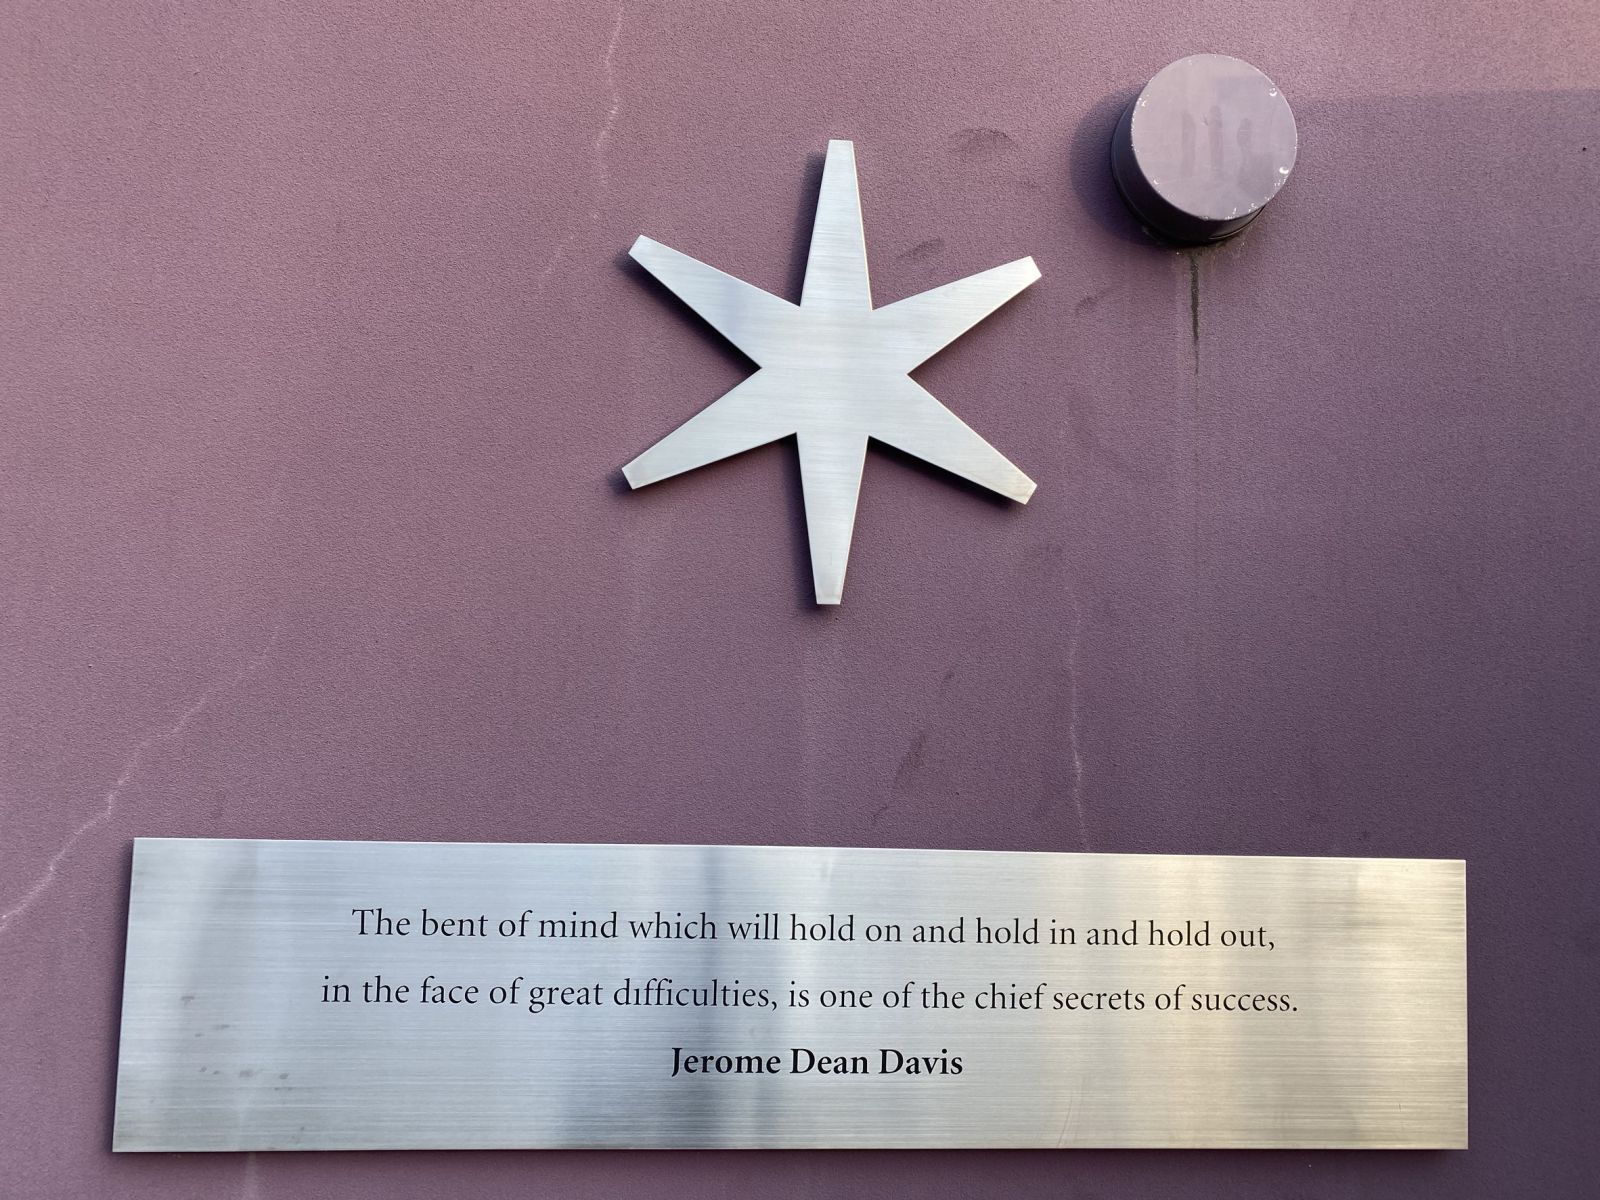 The bent of mind which will hold on and hold in and hold out,
in the face of great difficulties, is one of the chief secrets of success.
Jerome Dean Davis